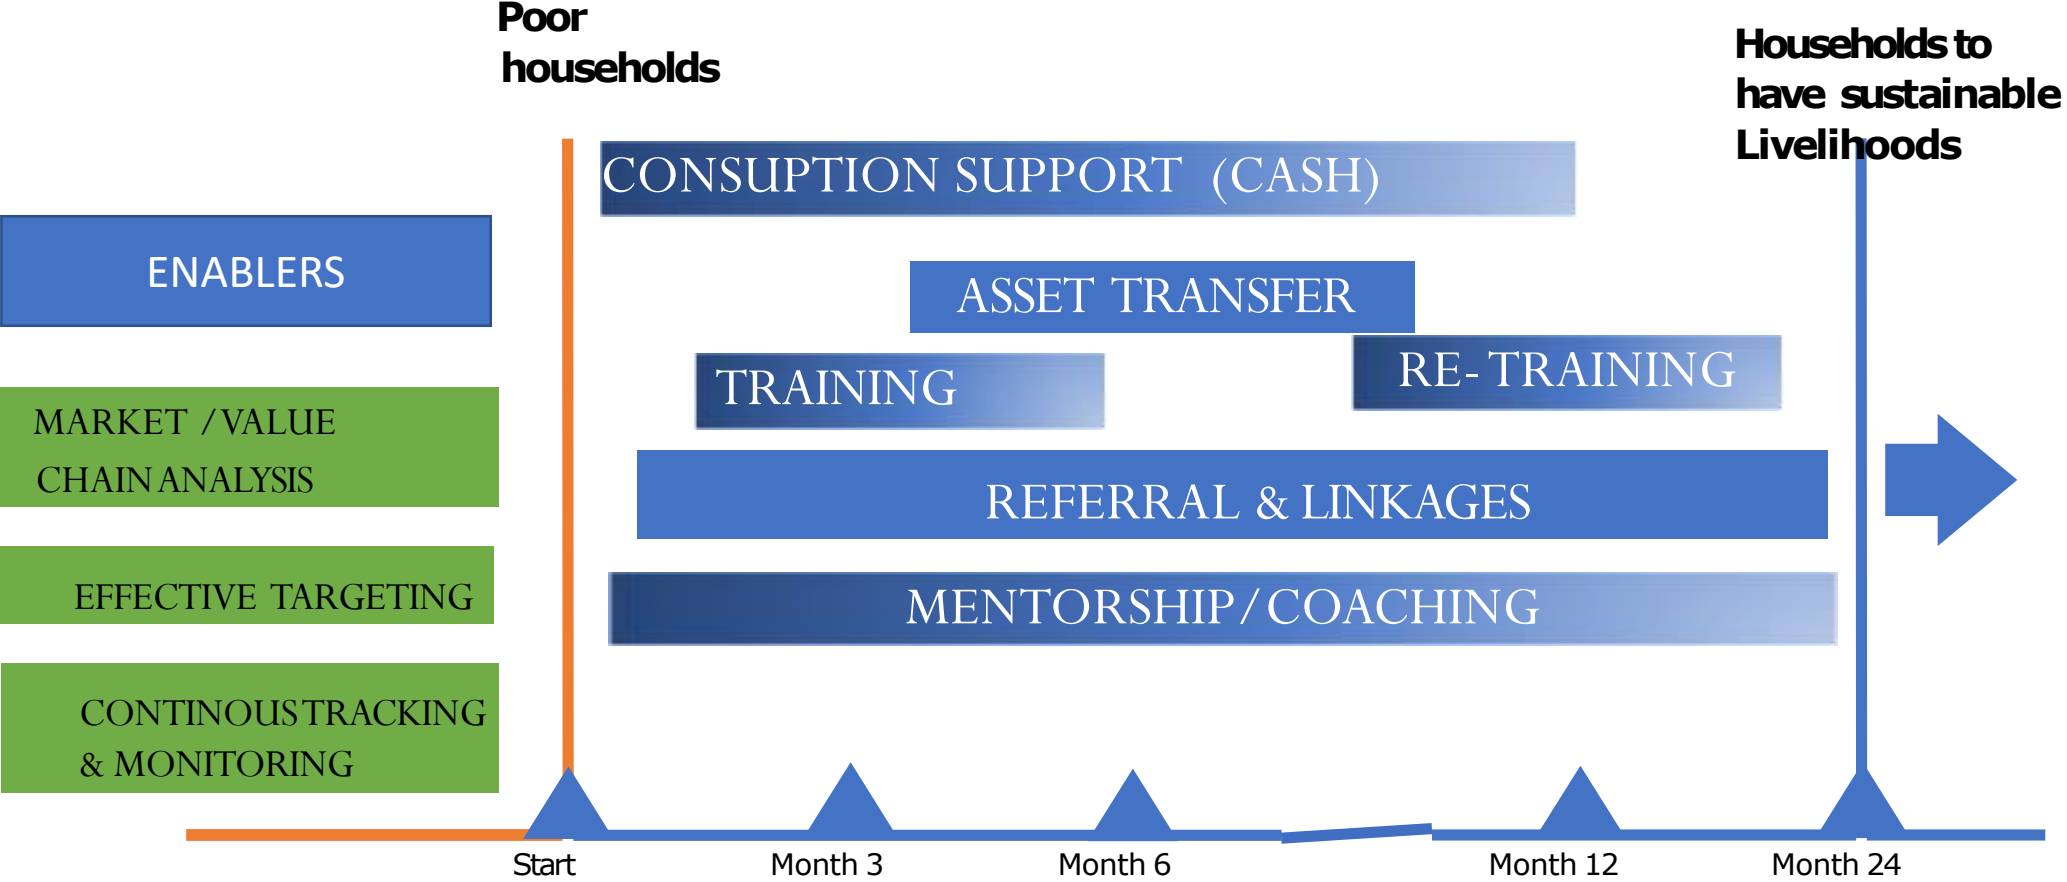 Poor
households
Households to
have sustainable
Livelihoods
CONSUPTION SUPPORT (CASH)
ENABLERS
ASSET TRANSFER
RE-TRAINING
TRAINING
MARKET /VALUE
CHAIN ANALYSIS
REFERRAL & LINKAGES
EFFECTIVE TARGETING
MENTORSHIP/COACHING
CONTINOUS TRACKING
& MONITORING
Start
Month 3
Month 6
Month 12
Month 24